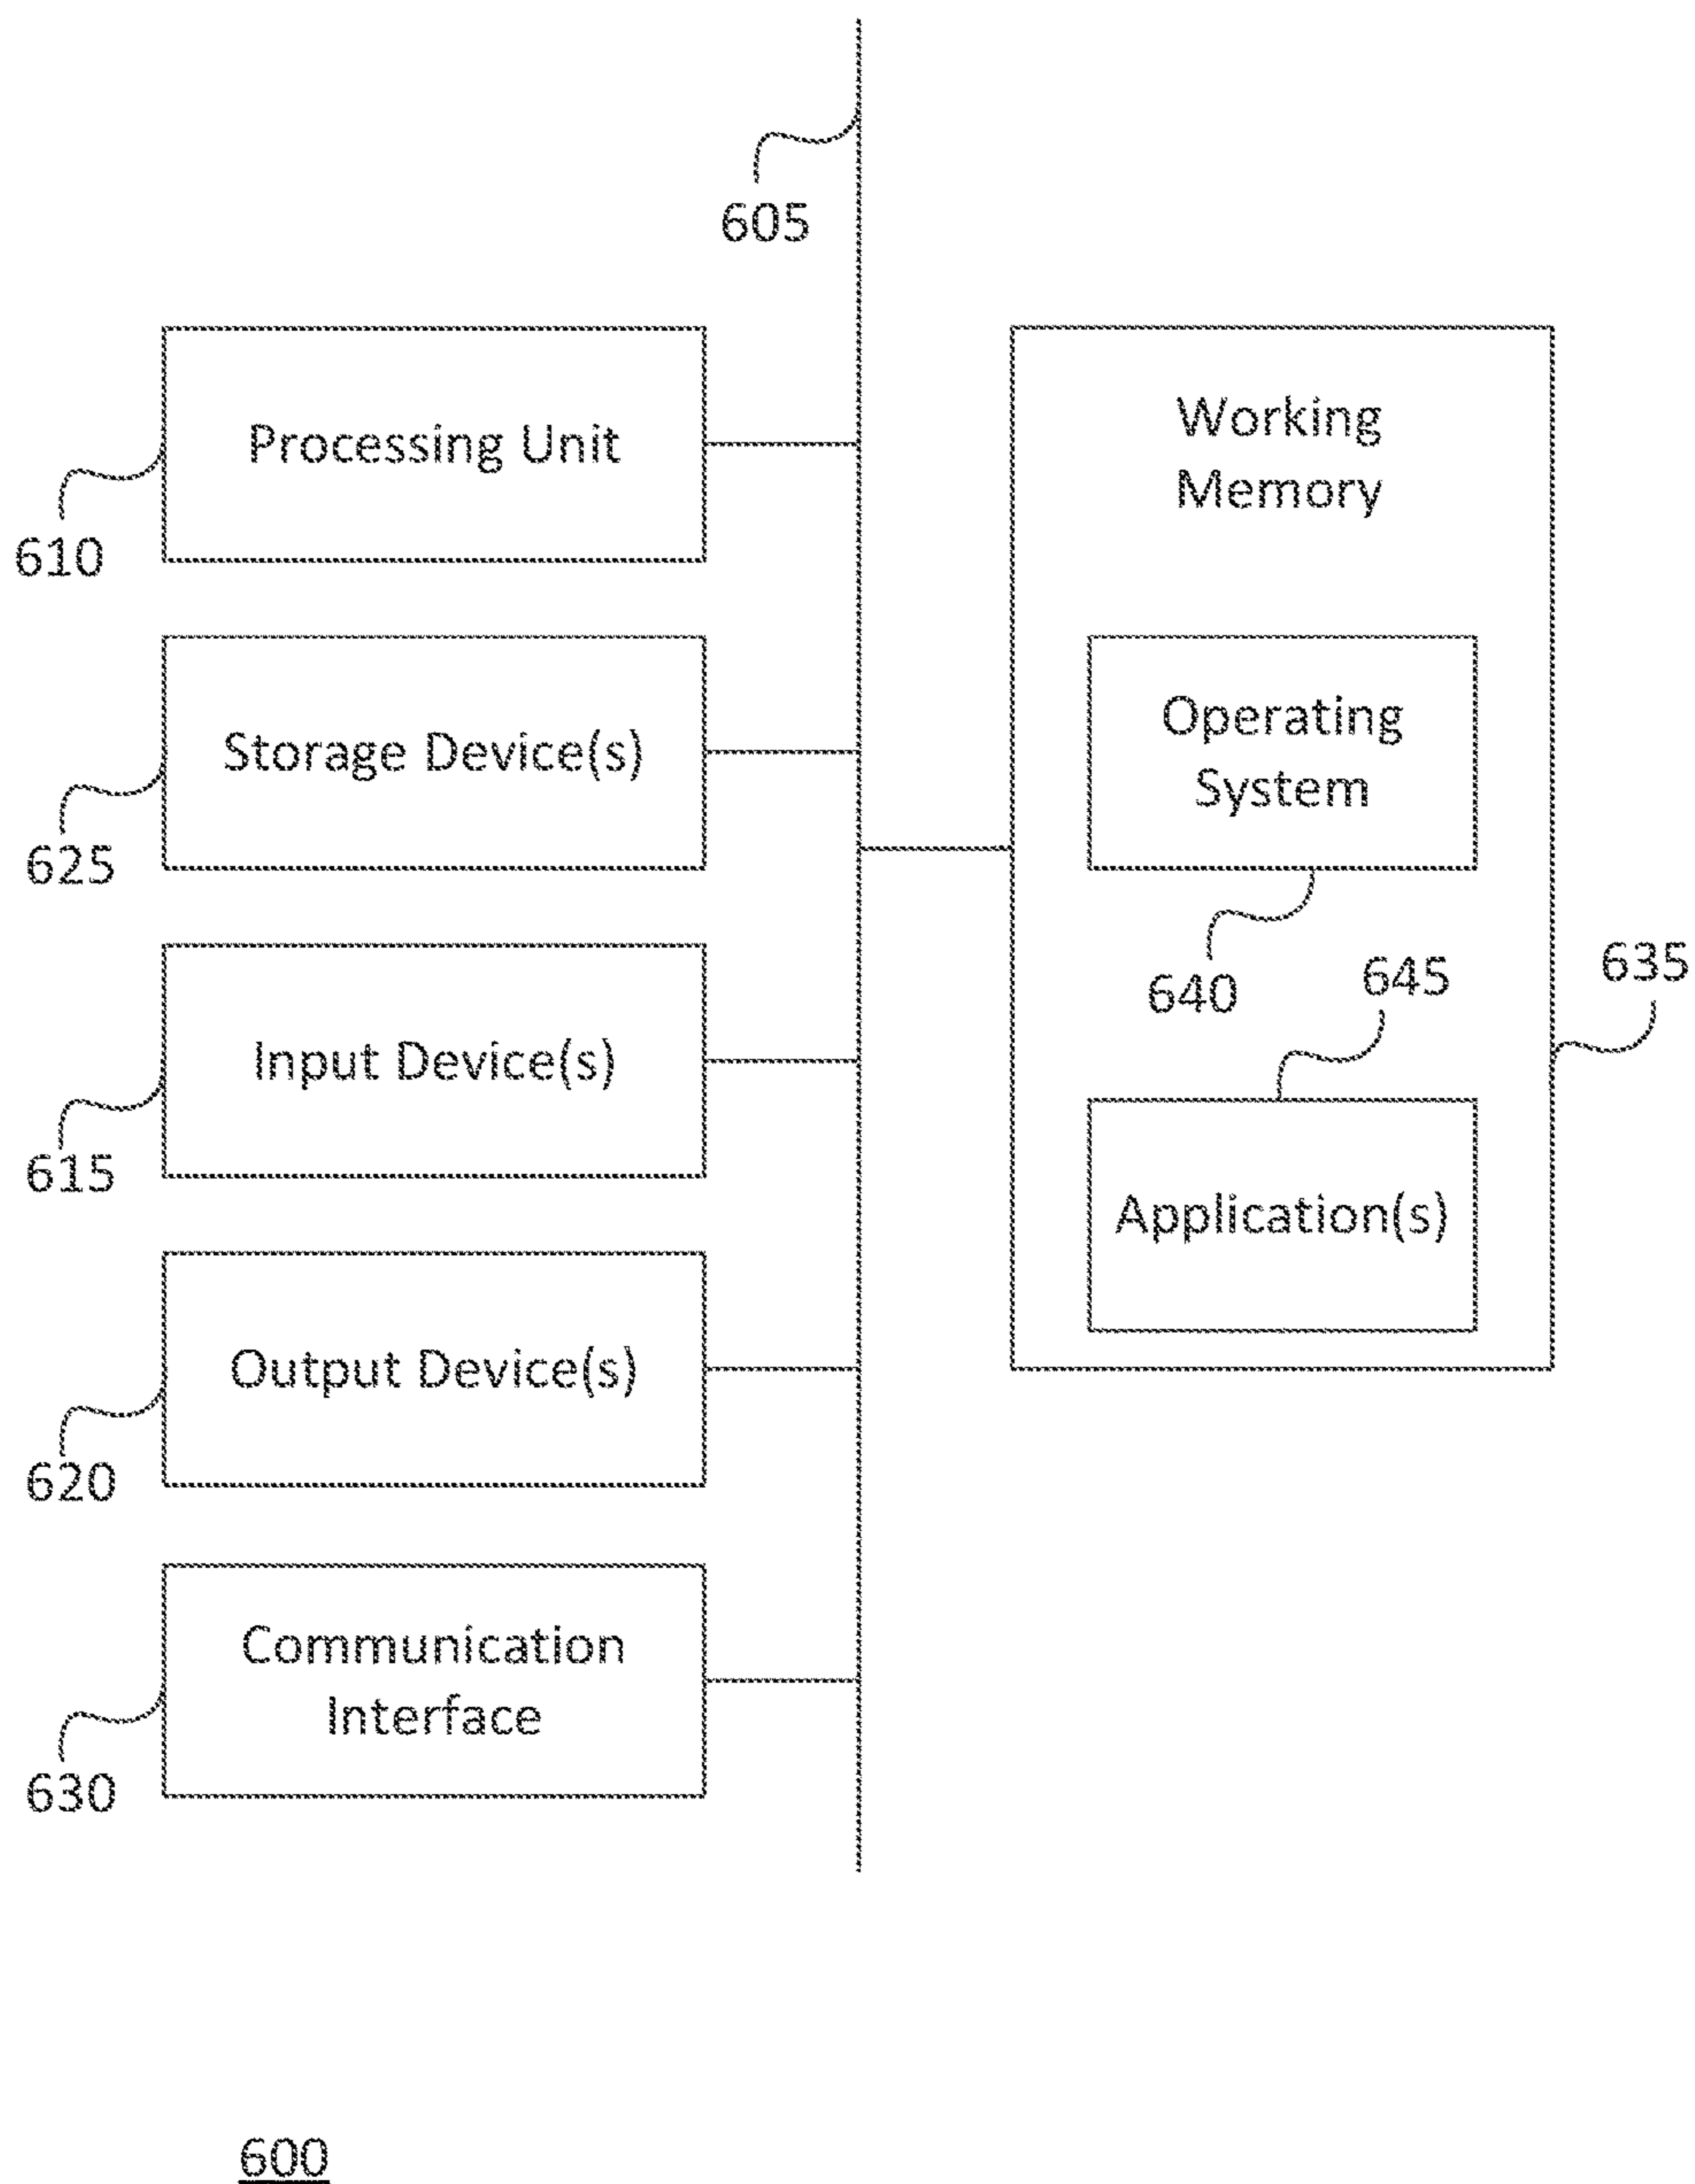 605
Processing Unit
610
Storage Device(s)
625
Input Device(s)
615
Output Device(s)
620
Communication
Interface
630
Working
Memory
Operating
System
640
645
635
Application(s)
600